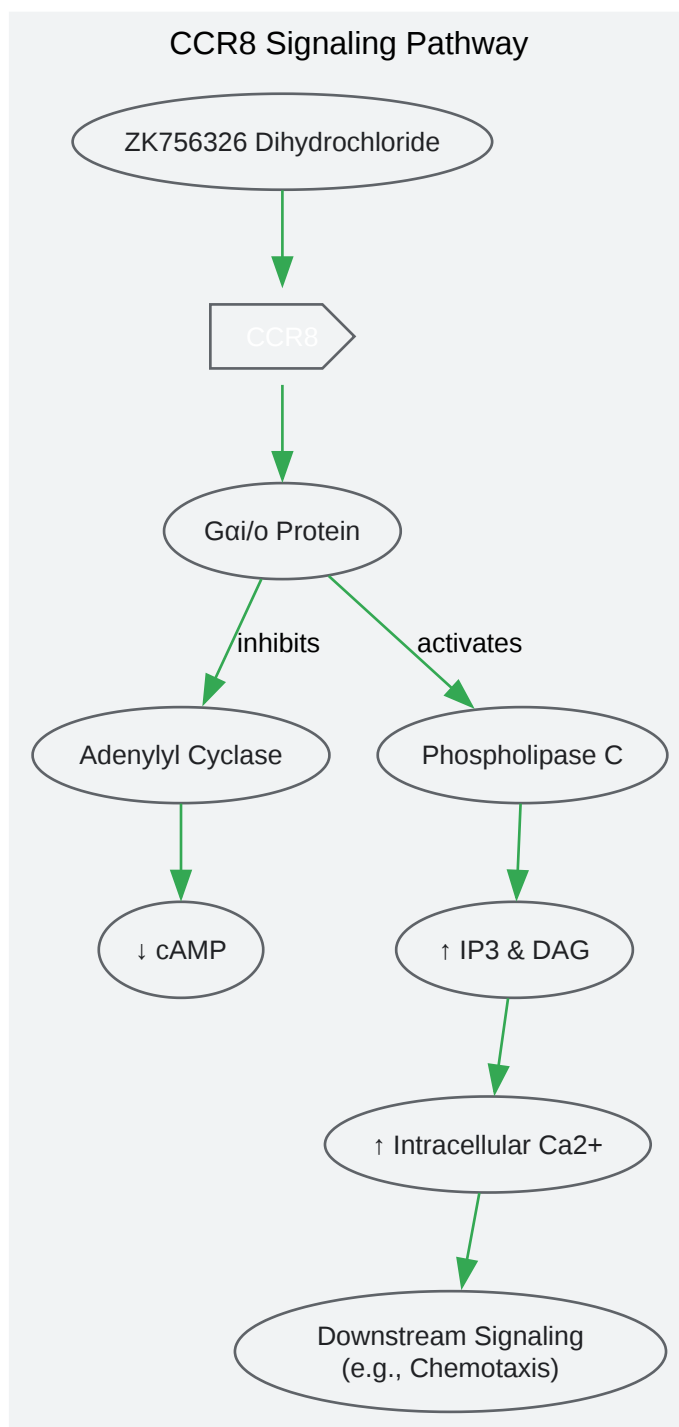 CCR8 Signaling Pathway
ZK756326 Dihydrochloride
CCR8
Gαi/o Protein
inhibits
activates
Adenylyl Cyclase
Phospholipase C
↓ cAMP
↑ IP3 & DAG
↑ Intracellular Ca2+
Downstream Signaling
(e.g., Chemotaxis)